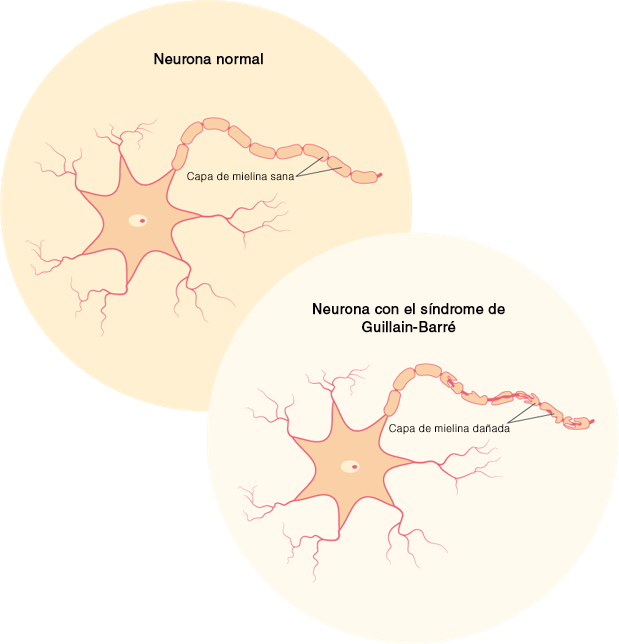 Neurona normal
Capa de mielina sana
Neurona con el síndrome de
Guillain-Barré
Capa de mielina dañada